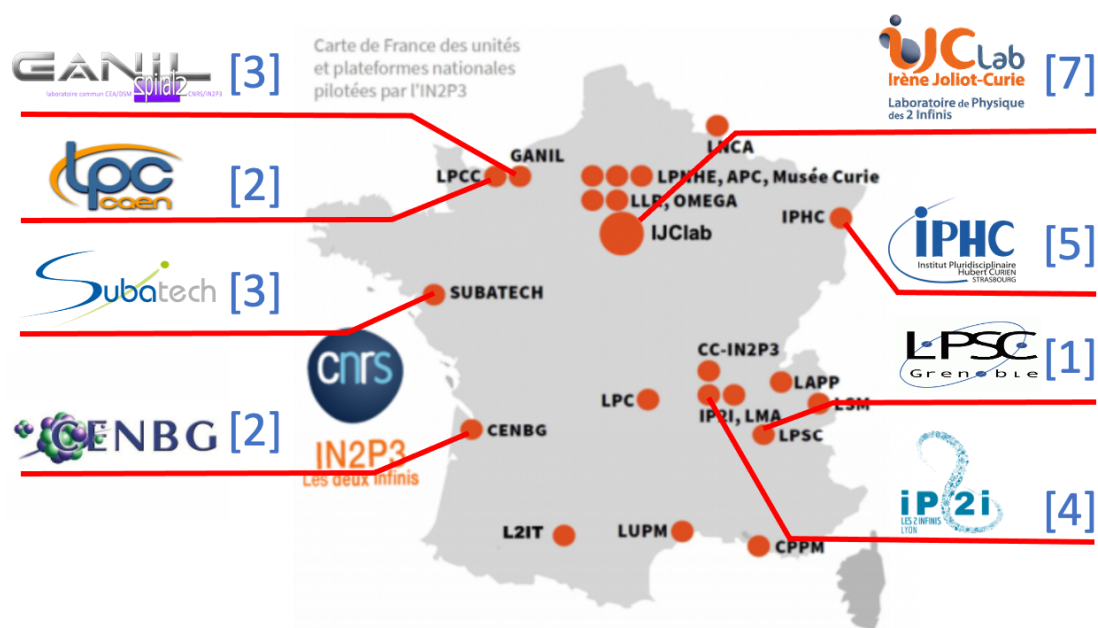 GANIL
spiral2
laboratoire commun CEA/DSM
CNRS/IN2P3
[3]
LPC
caen
[2]
Subatech
[3]
CENBG
[2]
Carte de France des unités
et plateformes nationales
pilotées par l'IN2P3
LNCA
GANIL
LPCC
LPNHE, APC, Musée Curie
LLR, OMEGA
IPHC
IJClab
SUBATECH
cnrs
IN2P3
Les deux infinis
CC-IN2P3
LAPP
LPC
LSM
IP2I, LMA
LPSC
CENBG
L2IT
LUPM
CPPM
iJCLab
Irène Joliot-Curie
Laboratoire de Physique
des 2 Infinis
[7]
iPHC
Institut Pluridisciplinaire
Hubert CURIEN
STRASBOURG
[5]
LPSC
Grenoble
[1]
iP2i
LES 2 INFINIS
LYON
[4]